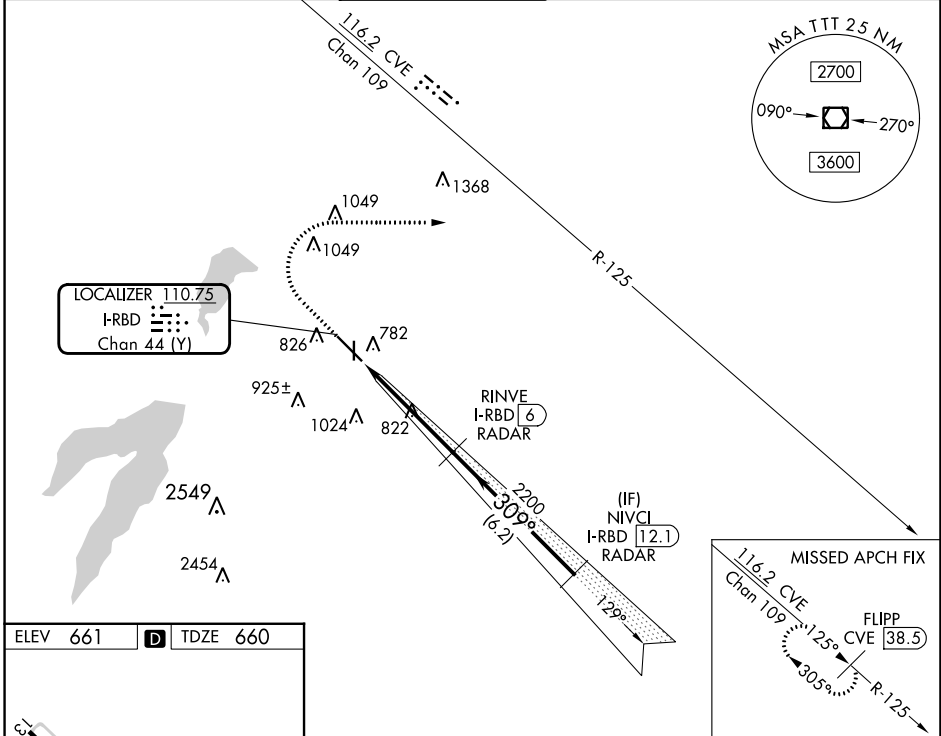 116.2 CVE
Chan 109
MSA TTT 25 NM
2700
090°
270°
3600
1368
1049
1049
R-125
LOCALIZER 110.75
I-RBD
Chan 44 (Y)
826
782
925±
1024
822
RINVE
I-RBD 6
RADAR
2200
309°
(6.2)
(IF)
NIVCI
I-RBD 12.1
RADAR
129°
2549
2454
MISSED APCH FIX
116.2 CVE
Chan 109
FLIPP
CVE 38.5
125°
305°
R-125
ELEV 661 D TDZE 660
13